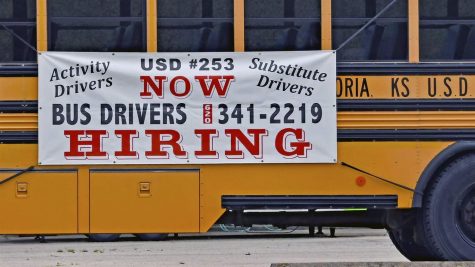 Activity Drivers
USD #253
Substitute Drivers
NOW
BUS DRIVERS 620 341-2219
HIRING
ORIA, KS U.S.D.